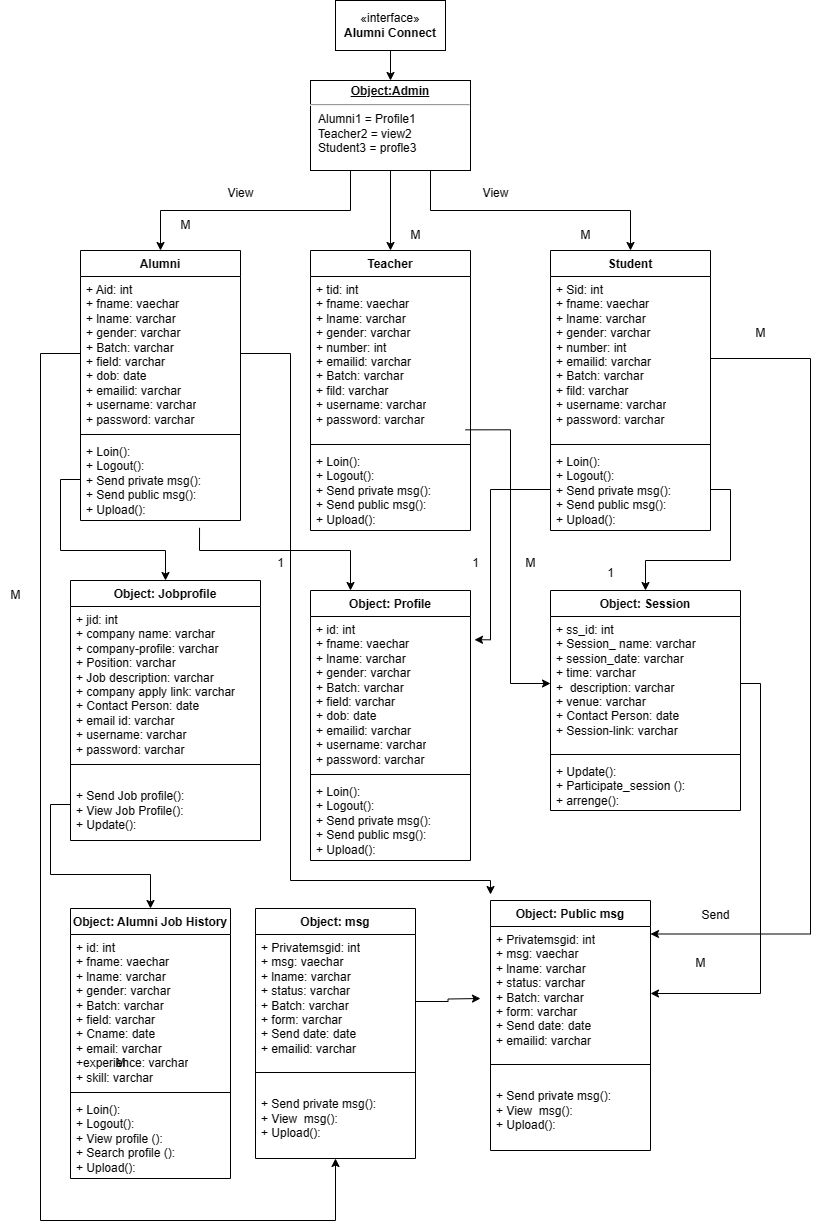 «interface»
Alumni Connect
Object:Admin
Alumni1 = Profile1
Teacher2 = view2
Student3 = profle3
View
View
M
M
M
Alumni
+ Aid: int
+ fname: vaechar
+ lname: varchar
+ gender: varchar
+ Batch: varchar
+ field: varchar
+ dob: date
+ emailid: varchar
+ username: varchar
+ password: varchar
+ Loin():
+ Logout():
+ Send private msg():
+ Send public msg():
+ Upload():
Teacher
+ tid: int
+ fname: vaechar
+ lname: varchar
+ gender: varchar
+ number: int
+ emailid: varchar
+ Batch: varchar
+ fild: varchar
+ username: varchar
+ password: varchar
+ Loin():
+ Logout():
+ Send private msg():
+ Send public msg():
+ Upload():
Student
+ Sid: int
+ fname: vaechar
+ lname: varchar
+ gender: varchar
+ number: int
+ emailid: varchar
+ Batch: varchar
+ fild: varchar
+ username: varchar
+ password: varchar
+ Loin():
+ Logout():
+ Send private msg():
+ Send public msg():
+ Upload():
M
M
1
1
M
1
Object: Jobprofile
+ jid: int
+ company name: varchar
+ company-profile: varchar
+ Position: varchar
+ Job description: varchar
+ company apply link: varchar
+ Contact Person: date
+ email id: varchar
+ username: varchar
+ password: varchar
+ Send Job profile():
+ View Job Profile():
+ Update():
Object: Profile
+ id: int
+ fname: vaechar
+ lname: varchar
+ gender: varchar
+ Batch: varchar
+ field: varchar
+ dob: date
+ emailid: varchar
+ username: varchar
+ password: varchar
+ Loin():
+ Logout():
+ Send private msg():
+ Send public msg():
+ Upload():
Object: Session
+ ss_id: int
+ Session_ name: varchar
+ session_date: varchar
+ time: varchar
+ description: varchar
+ venue: varchar
+ Contact Person: date
+ Session-link: varchar
+ Update():
+ Participate_session ():
+ arrenge():
Object: Alumni Job History
+ id: int
+ fname: vaechar
+ lname: varchar
+ gender: varchar
+ Batch: varchar
+ field: varchar
+ Cname: date
+ email: varchar
+experience: varchar
M
+ skill: varchar
+ Loin():
+ Logout():
+ View profile ():
+ Search profile ():
+ Upload():
Object: msg
+ Privatemsgid: int
+ msg: vaechar
+ lname: varchar
+ status: varchar
+ Batch: varchar
+ form: varchar
+ Send date: date
+ emailid: varchar
+ Send private msg():
+ View msg():
+ Upload():
Object: Public msg
+ Privatemsgid: int
+ msg: vaechar
+ lname: varchar
+ status: varchar
+ Batch: varchar
+ form: varchar
+ Send date: date
+ emailid: varchar
+ Send private msg():
+ View msg():
+ Upload():
Send
M